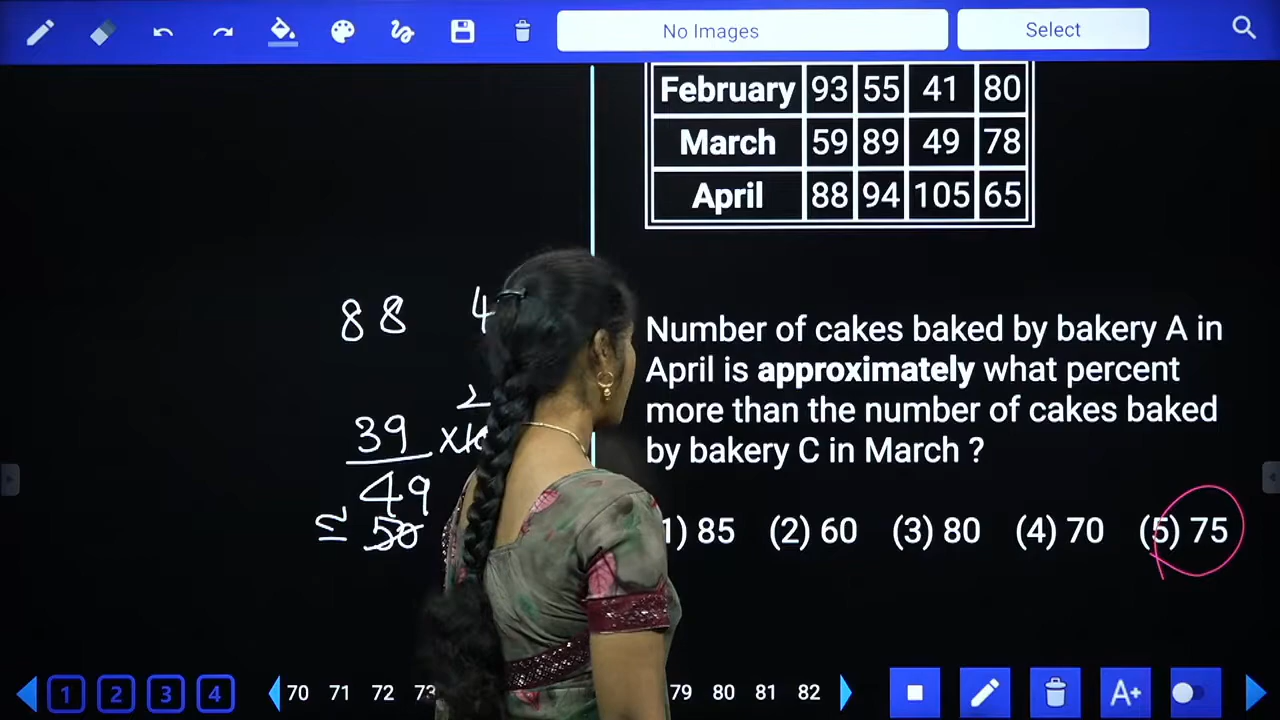 No Images Select
February 93 55 41 80
March 59 89 49 78
April 88 94 105 65
Number of cakes baked by bakery A in
April is approximately what percent
more than the number of cakes baked
by bakery C in March ?
1) 85 (2) 60 (3) 80 (4) 70 (5) 75
88 4
2
39 ×
49
≃ 50
1 2 3 4 70 71 72 73 79 80 81 82 A+